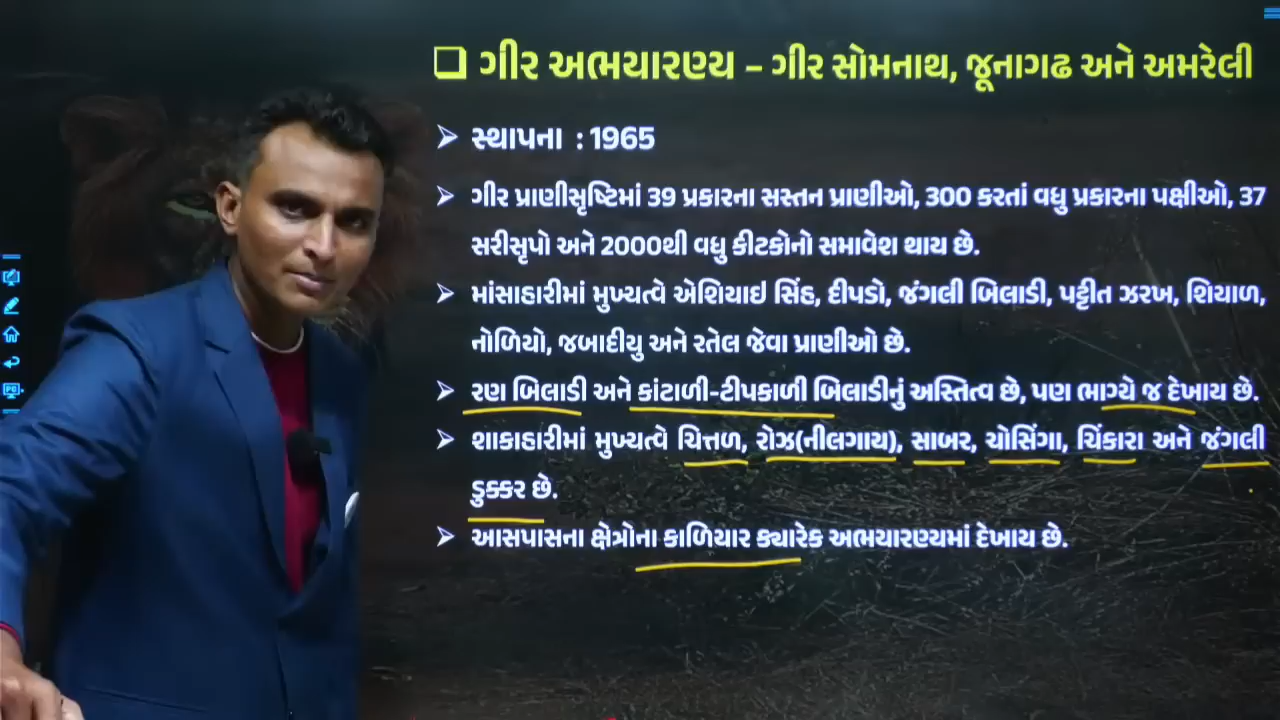 ❑ ગીર અભયારણ્ય – ગીર સોમનાથ, જૂનાગઢ અને અમરેલી
➢ સ્થાપના : 1965
➢ ગીર પ્રાણીસૃષ્ટિમાં 39 પ્રકારના સસ્તન પ્રાણીઓ, 300 કરતાં વધુ પ્રકારના પક્ષીઓ, 37
સરીસૃપો અને 2000થી વધુ કીટકોનો સમાવેશ થાય છે.
➢ માંસાહારીમાં મુખ્યત્વે એશિયાઇ સિંહ, દીપડો, જંગલી બિલાડી, પટ્ટીત ઝરખ, શિયાળ,
નોળિયો, જબાદીયુ અને રતેલ જેવા પ્રાણીઓ છે.
➢ રણ બિલાડી અને કાંટાળી-ટીપકાળી બિલાડીનું અસ્તિત્વ છે, પણ ભાગ્યે જ દેખાય છે.
➢ શાકાહારીમાં મુખ્યત્વે ચિત્તળ, રોઝ(નીલગાય), સાબર, ચોસિંગા, ચિંકારા અને જંગલી
ડુક્કર છે.
➢ આસપાસના ક્ષેત્રોના કાળિયાર ક્યારેક અભયારણ્યમાં દેખાય છે.